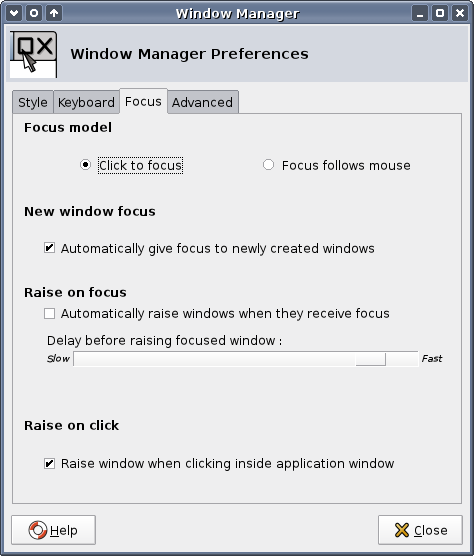 Window Manager
Window Manager Preferences
Style Keyboard Focus Advanced
Focus model
Click to focus Focus follows mouse
New window focus
Automatically give focus to newly created windows
Raise on focus
Automatically raise windows when they receive focus
Delay before raising focused window :
Slow Fast
Raise on click
Raise window when clicking inside application window
Help Close